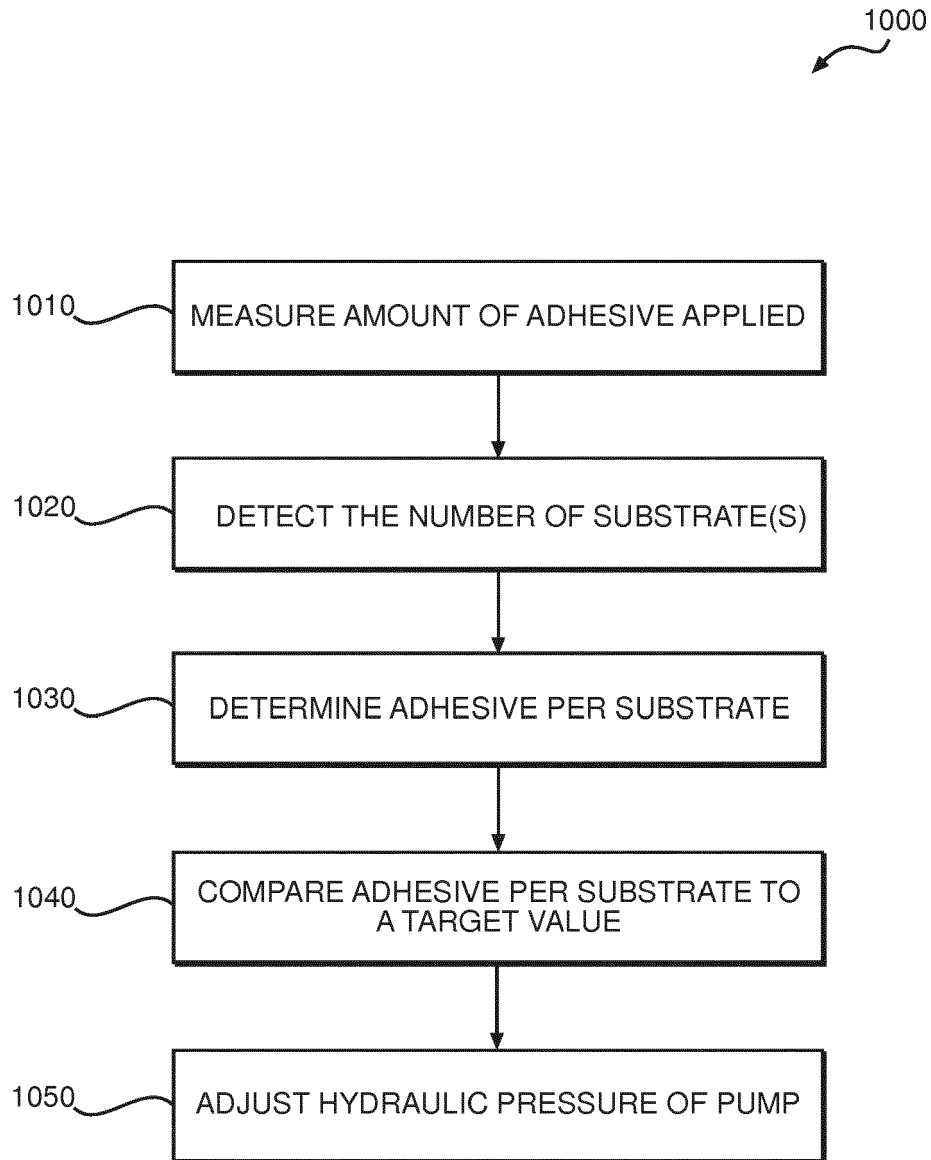 1000
1010
MEASURE AMOUNT OF ADHESIVE APPLIED
1020
DETECT THE NUMBER OF SUBSTRATE(S)
1030
DETERMINE ADHESIVE PER SUBSTRATE
1040
COMPARE ADHESIVE PER SUBSTRATE TO
A TARGET VALUE
1050
ADJUST HYDRAULIC PRESSURE OF PUMP